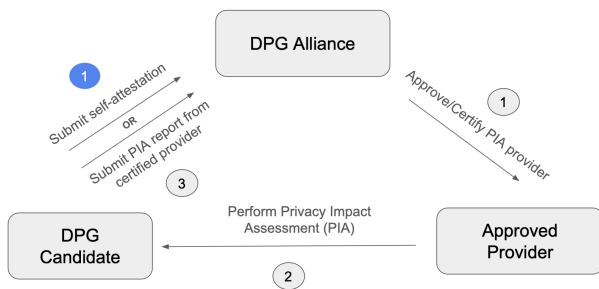 DPG Alliance
1
Submit self-attestation
OR
Submit PIA report from
certified provider
3
1
Approve/Certify PIA provider
DPG
Candidate
Perform Privacy Impact
Assessment (PIA)
2
Approved
Provider